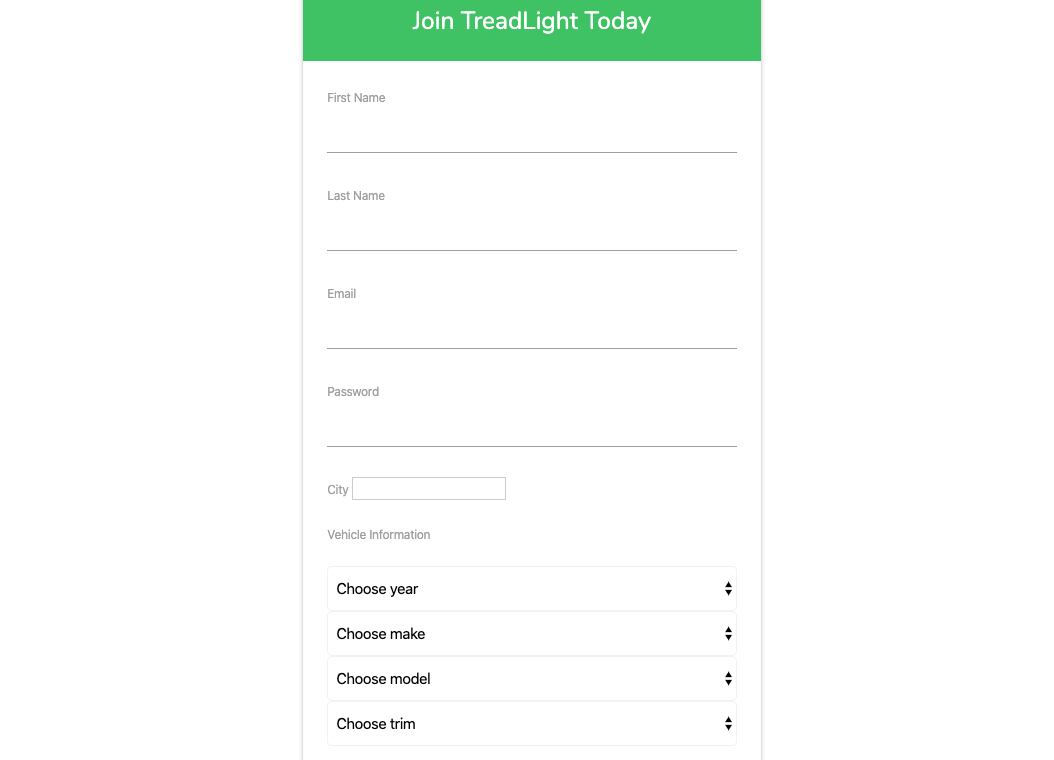 Join TreadLight Today
First Name
Last Name
Email
Password
City
Vehicle Information
Choose year
Choose make
Choose model
Choose trim